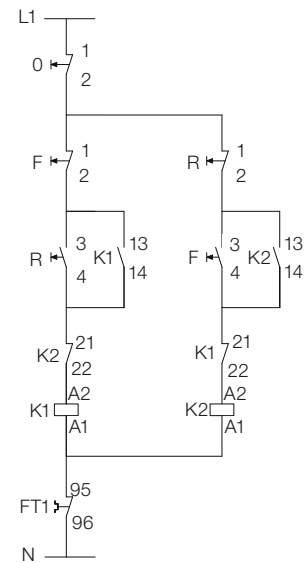 L1
0 1
2
F 1 R 1
2 2
3 13 3 13
R K1 F K2
4 14 4 14
K2 21 K1 21
22 22
A2 A2
K1 K2
A1 A1
95
FT1
96
N